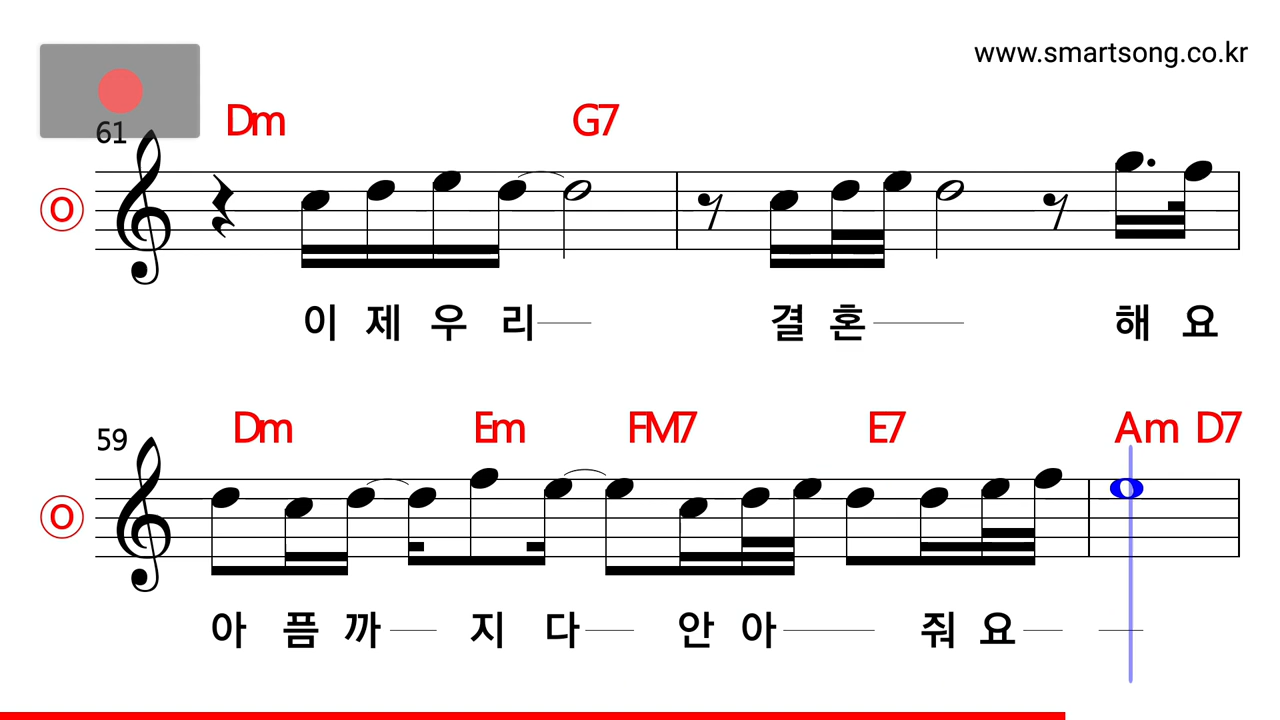 www.smartsong.co.kr
61 Dm G7
O
이 제 우 리 결 혼 해 요
59 Dm Em FM7 E7 Am D7
O
아 픔 까 지 다 안 아 줘 요